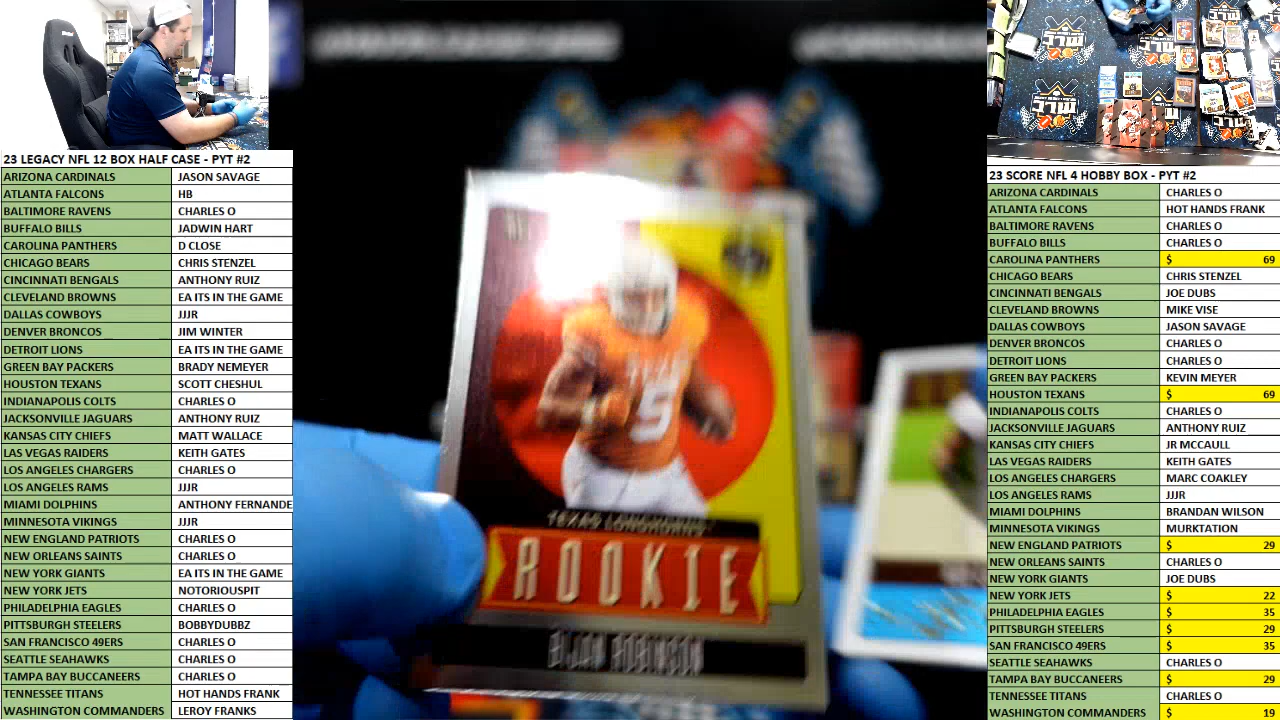 23 LEGACY NFL 12 BOX HALF CASE - PYT #2
ARIZONA CARDINALS JASON SAVAGE
ATLANTA FALCONS HB
BALTIMORE RAVENS CHARLES O
BUFFALO BILLS JADWIN HART
CAROLINA PANTHERS D CLOSE
CHICAGO BEARS CHRIS STENZEL
CINCINNATI BENGALS ANTHONY RUIZ
CLEVELAND BROWNS EA ITS IN THE GAME
DALLAS COWBOYS JJJR
DENVER BRONCOS JIM WINTER
DETROIT LIONS EA ITS IN THE GAME
GREEN BAY PACKERS BRADY NEMEYER
HOUSTON TEXANS SCOTT CHESHUL
INDIANAPOLIS COLTS CHARLES O
JACKSONVILLE JAGUARS ANTHONY RUIZ
KANSAS CITY CHIEFS MATT WALLACE
LAS VEGAS RAIDERS KEITH GATES
LOS ANGELES CHARGERS CHARLES O
LOS ANGELES RAMS JJJR
MIAMI DOLPHINS ANTHONY FERNANDE
MINNESOTA VIKINGS JJJR
NEW ENGLAND PATRIOTS CHARLES O
NEW ORLEANS SAINTS CHARLES O
NEW YORK GIANTS EA ITS IN THE GAME
NEW YORK JETS NOTORIOUSPIT
PHILADELPHIA EAGLES CHARLES O
PITTSBURGH STEELERS BOBBYDUBBZ
SAN FRANCISCO 49ERS CHARLES O
SEATTLE SEAHAWKS CHARLES O
TAMPA BAY BUCCANEERS CHARLES O
TENNESSEE TITANS HOT HANDS FRANK
WASHINGTON COMMANDERS LEROY FRANKS
TEXAS
5
TEXAS LONGHORNS
ROOKIE
BIJAN ROBINSON
23 SCORE NFL 4 HOBBY BOX - PYT #2
ARIZONA CARDINALS CHARLES O
ATLANTA FALCONS HOT HANDS FRANK
BALTIMORE RAVENS CHARLES O
BUFFALO BILLS CHARLES O
CAROLINA PANTHERS $ 69
CHICAGO BEARS CHRIS STENZEL
CINCINNATI BENGALS JOE DUBS
CLEVELAND BROWNS MIKE VISE
DALLAS COWBOYS JASON SAVAGE
DENVER BRONCOS CHARLES O
DETROIT LIONS CHARLES O
GREEN BAY PACKERS KEVIN MEYER
HOUSTON TEXANS $ 69
INDIANAPOLIS COLTS CHARLES O
JACKSONVILLE JAGUARS ANTHONY RUIZ
KANSAS CITY CHIEFS JR MCCAULL
LAS VEGAS RAIDERS KEITH GATES
LOS ANGELES CHARGERS MARC COAKLEY
LOS ANGELES RAMS JJJR
MIAMI DOLPHINS BRANDAN WILSON
MINNESOTA VIKINGS MURKTATION
NEW ENGLAND PATRIOTS $ 29
NEW ORLEANS SAINTS CHARLES O
NEW YORK GIANTS JOE DUBS
NEW YORK JETS $ 22
PHILADELPHIA EAGLES $ 35
PITTSBURGH STEELERS $ 29
SAN FRANCISCO 49ERS $ 35
SEATTLE SEAHAWKS CHARLES O
TAMPA BAY BUCCANEERS $ 29
TENNESSEE TITANS CHARLES O
WASHINGTON COMMANDERS $ 19